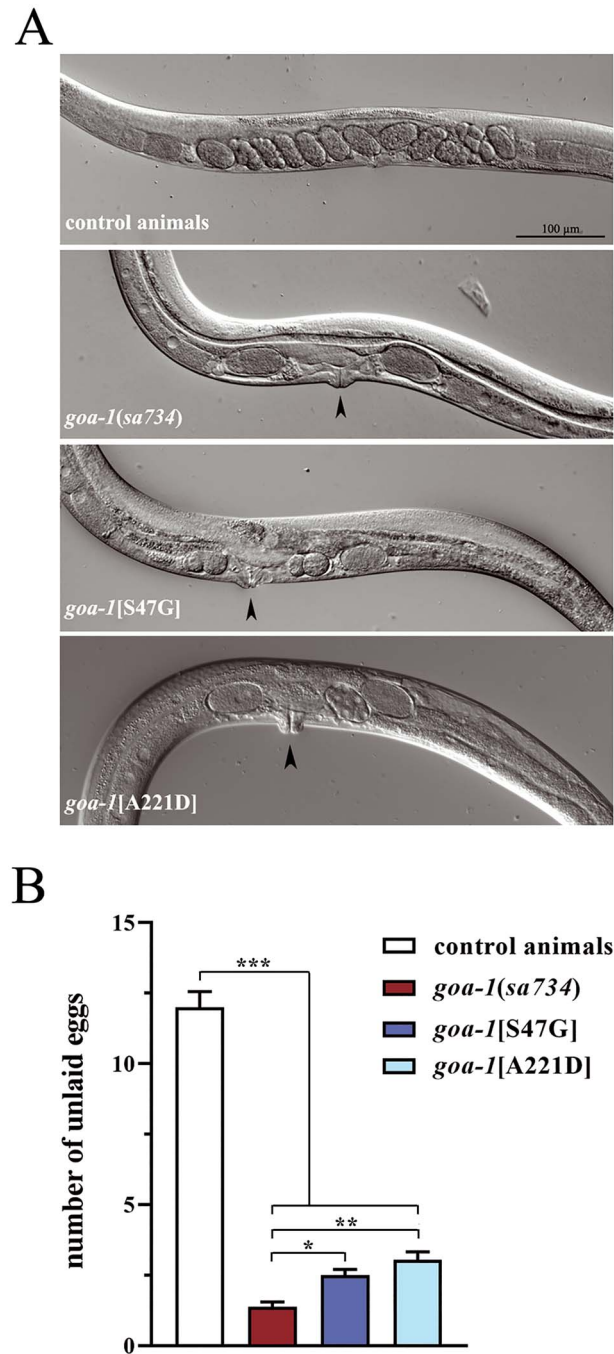 A
control animals
100 µm
goa-1(sa734)
goa-1[S47G]
goa-1[A221D]
B
number of unlaid eggs
15
10
5
0
***
**
*
control animals
goa-1(sa734)
goa-1[S47G]
goa-1[A221D]